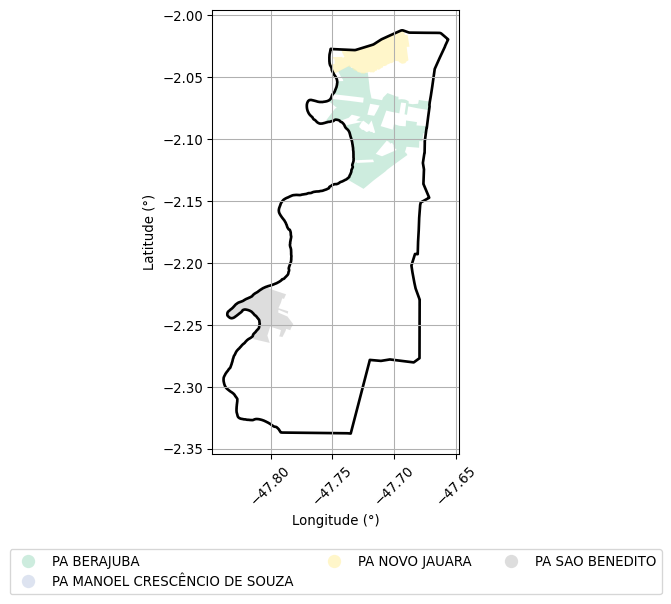 −2.00
−2.05
−2.10
−2.15
−2.20
−2.25
−2.30
−2.35
Latitude (°)
−47.80
−47.75
−47.70
−47.65
Longitude (°)
PA BERAJUBA
PA NOVO JAUARA
PA SAO BENEDITO
PA MANOEL CRESCÊNCIO DE SOUZA